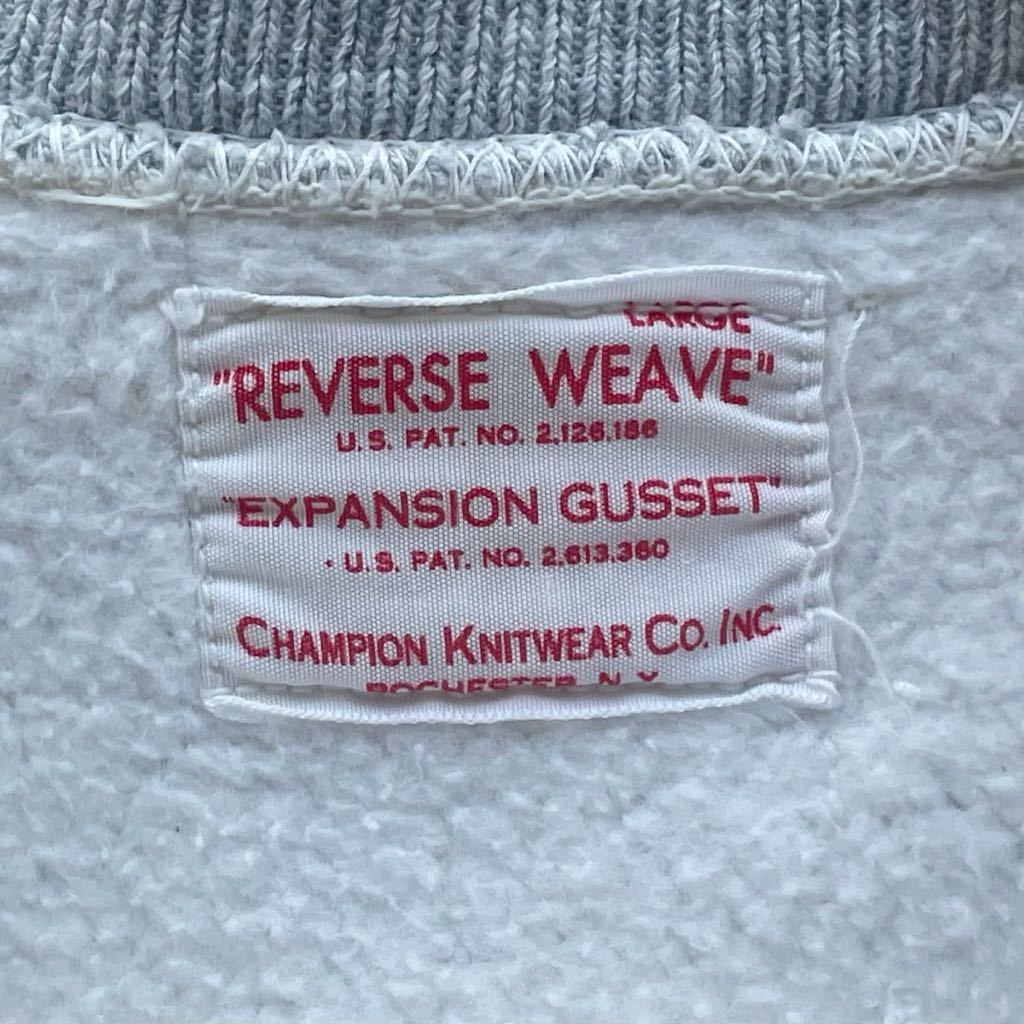 LARGE
"REVERSE WEAVE"
U.S. PAT. NO. 2,126,186
"EXPANSION GUSSET"
• U.S. PAT. NO. 2,613,360
CHAMPION KNITWEAR CO. INC.
ROCHESTER, N.Y.